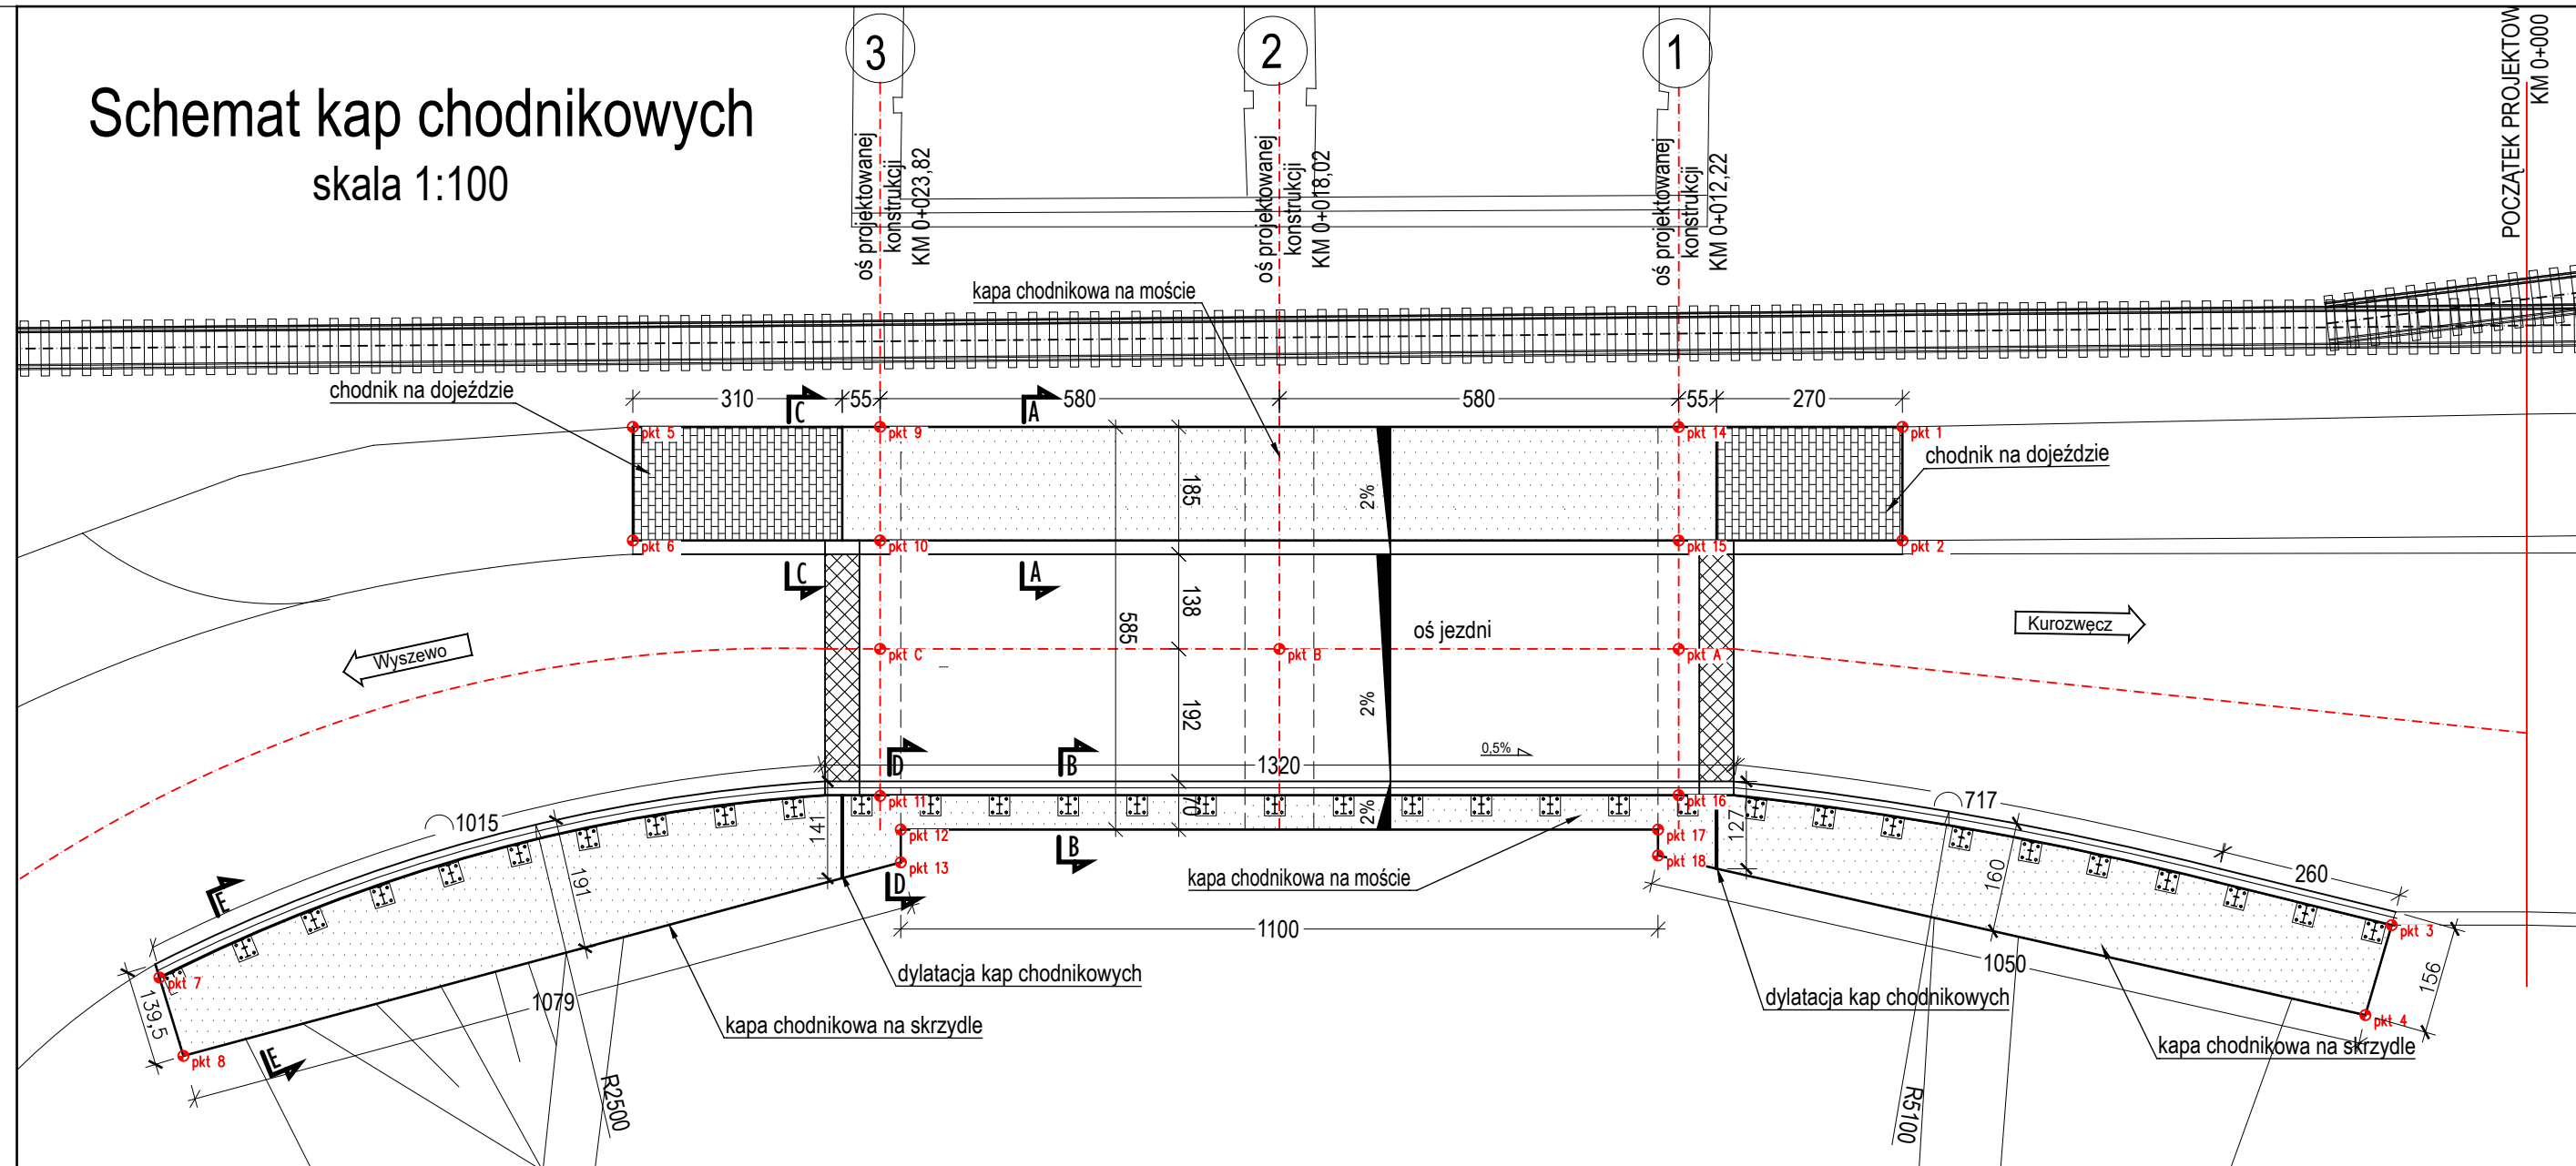 Schemat kap chodnikowych
skala 1:100
3
2
1
oś projektowanej
konstrukcji
KM 0+023,82
oś projektowanej
konstrukcji
KM 0+018,02
oś projektowanej
konstrukcji
KM 0+012,22
POCZĄTEK PROJEKTOW
KM 0+000
kapa chodnikowa na moście
chodnik na dojeździe
310
C
55
A
580
580
55
270
pkt 5
pkt 9
pkt 14
pkt 1
chodnik na dojeździe
185
2%
pkt 6
pkt 10
pkt 15
pkt 2
C
A
138
585
oś jezdni
Kurozwęcz
Wyszewo
pkt C
pkt B
pkt A
192
2%
0,5%
D
B
1320
pkt 11
70
2%
pkt 16
717
1015
141
pkt 12
pkt 17
127
B
pkt 13
pkt 18
191
160
260
E
D
kapa chodnikowa na moście
1100
pkt 3
156
pkt 7
139,5
1079
dylatacja kap chodnikowych
1050
dylatacja kap chodnikowych
pkt 4
kapa chodnikowa na skrzydle
kapa chodnikowa na skrzydle
pkt 8
E
R2500
R5100